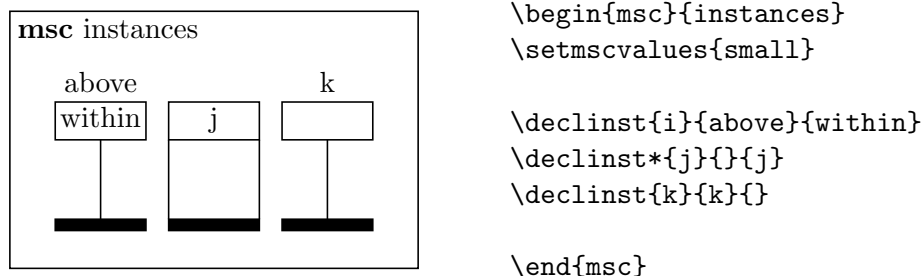 msc instances
above k
within j
\begin{msc}{instances}
\setmscvalues{small}
\declinst{i}{above}{within}
\declinst*{j}{}{j}
\declinst{k}{k}{}
\end{msc}